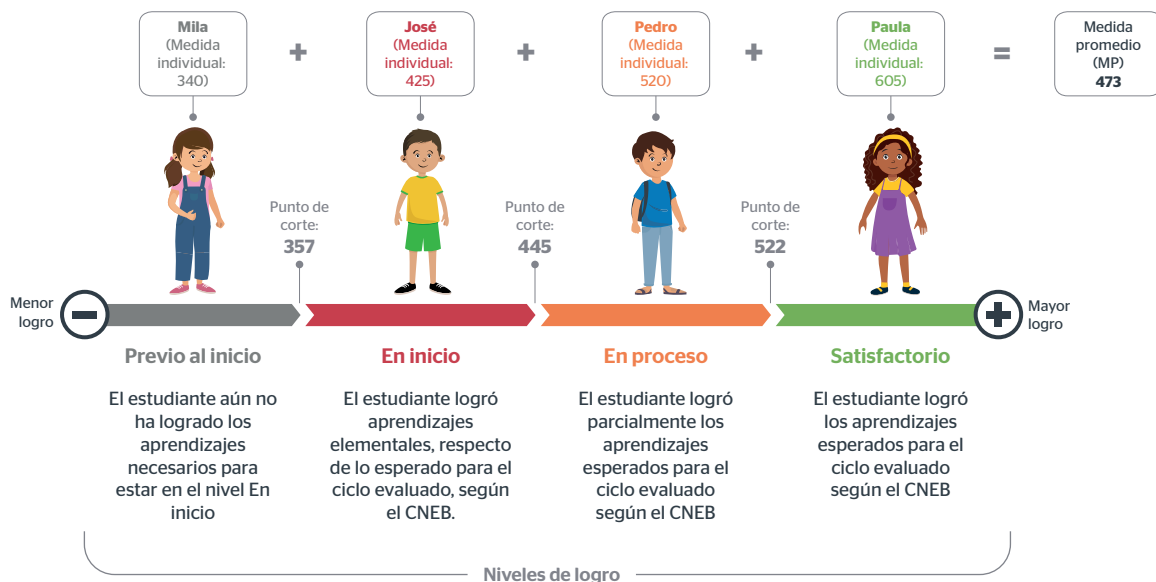 Mila
(Medida
individual:
340)
+
José
(Medida
individual:
425)
+
Pedro
(Medida
individual:
520)
+
Paula
(Medida
individual:
605)
=
Medida
promedio
(MP)
473
Punto de
corte:
357
Punto de
corte:
445
Punto de
corte:
522
Menor
logro
Mayor
logro
Previo al inicio
El estudiante aún no
ha logrado los
aprendizajes
necesarios para
estar en el nivel En
inicio
En inicio
El estudiante logró
aprendizajes
elementales, respecto
de lo esperado para el
ciclo evaluado, según
el CNEB.
En proceso
El estudiante logró
parcialmente los
aprendizajes
esperados para el
ciclo evaluado
según el CNEB
Satisfactorio
El estudiante logró
los aprendizajes
esperados para el
ciclo evaluado
según el CNEB
Niveles de logro